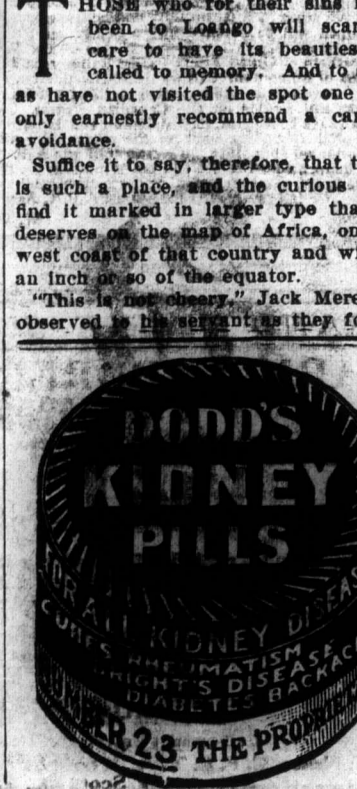 THOSE who for their sins
been to Loango will scar
care to have its beauties
called to memory. And to
as have not visited the spot one
only earnestly recommend a car
avoidance.
Suffice it to say, therefore, that t
is such a place, and the curious
find it marked in larger type tha
deserves on the map of Africa, on
west coast of that country and wi
an inch or so of the equator.
"This is not cheery," Jack Mere
observed to his servant as they fo
DODD'S
KIDNEY
PILLS
FOR ALL KIDNEY DISEAS
CURES RHEUMATISM
BRIGHT'S DISEASE
DIABETES BACKAC
NUMBER 23 THE PROPRIE